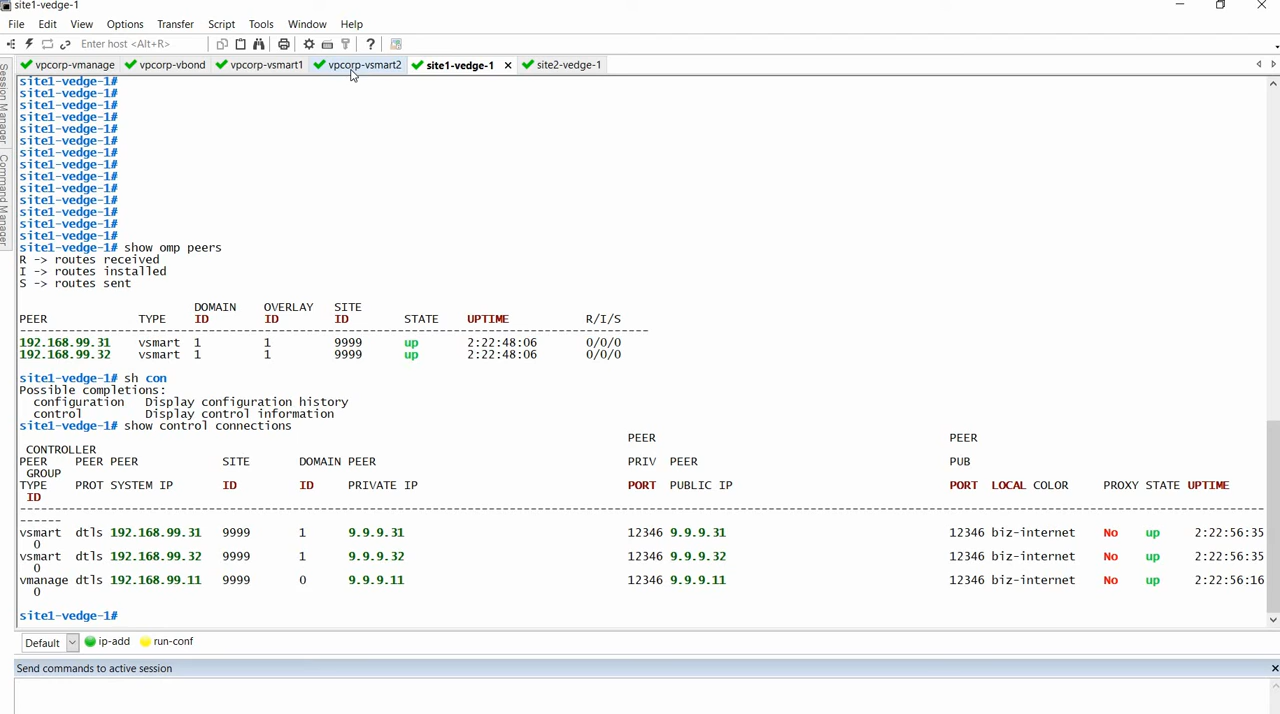 site1-vedge-1
File Edit View Options Transfer Script Tools Window Help
Enter host <Alt+R>
vpcorp-vmanage vpcorp-vbond vpcorp-vsmart1 vpcorp-vsmart2 site1-vedge-1 site2-vedge-1
Session Manager
Command Manager
site1-vedge-1#
site1-vedge-1#
site1-vedge-1#
site1-vedge-1#
site1-vedge-1#
site1-vedge-1#
site1-vedge-1#
site1-vedge-1#
site1-vedge-1#
site1-vedge-1#
site1-vedge-1#
site1-vedge-1#
site1-vedge-1#
site1-vedge-1#
site1-vedge-1# show omp peers
R -> routes received
I -> routes installed
S -> routes sent
DOMAIN OVERLAY SITE
PEER TYPE ID ID ID STATE UPTIME R/I/S
---------------------------------------------------------------------------------
192.168.99.31 vsmart 1 1 9999 up 2:22:48:06 0/0/0
192.168.99.32 vsmart 1 1 9999 up 2:22:48:06 0/0/0
site1-vedge-1# sh con
Possible completions:
configuration Display configuration history
control Display control information
site1-vedge-1# show control connections
PEER PEER
CONTROLLER
PEER PEER PEER SITE DOMAIN PEER PRIV PEER PUB
GROUP
TYPE PROT SYSTEM IP ID ID PRIVATE IP PORT PUBLIC IP PORT LOCAL COLOR PROXY STATE UPTIME
ID
---------------------------------------------------------------------------------
------
vsmart dtls 192.168.99.31 9999 1 9.9.9.31 12346 9.9.9.31 12346 biz-internet No up 2:22:56:35
0
vsmart dtls 192.168.99.32 9999 1 9.9.9.32 12346 9.9.9.32 12346 biz-internet No up 2:22:56:35
0
vmanage dtls 192.168.99.11 9999 0 9.9.9.11 12346 9.9.9.11 12346 biz-internet No up 2:22:56:16
0
site1-vedge-1#
Default ip-add run-conf
Send commands to active session